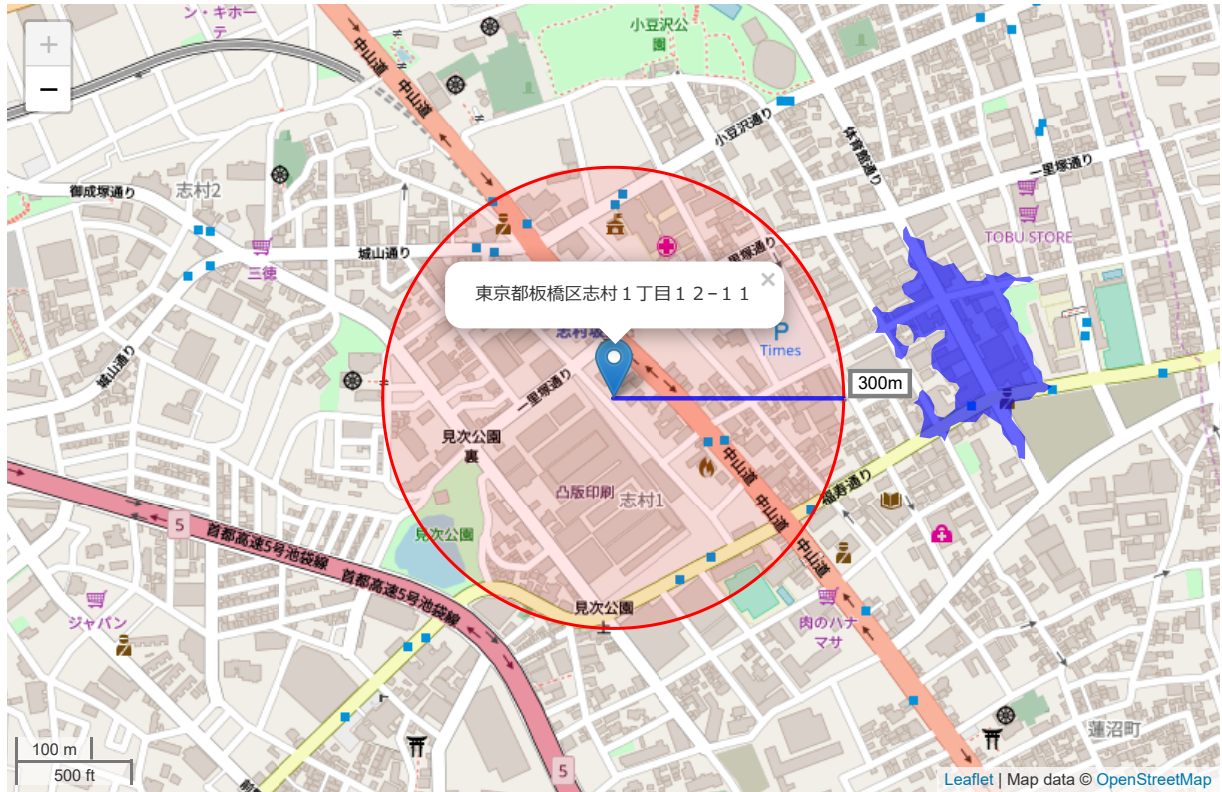 ン・キホー
テ
+
−
中山道
中山道
小豆沢公
園
小豆沢通り
体育館通り
一里塚通り
TOBU STORE
御成塚通り
志村2
城山通り
三徳
城山通り
里塚通り
東京都板橋区志村１丁目１２−１１
×
P
Times
300m
一里塚通り
見次公園
裏
凸版印刷
志村1
中山道
中山道
中山道
福寿通り
5
首都高速5号池袋線
首都高速5号池袋線
見次公園
見次公園
ジャパン
肉のハナ
マサ
蓮沼町
5
100 m
500 ft
Leaflet | Map data © OpenStreetMap